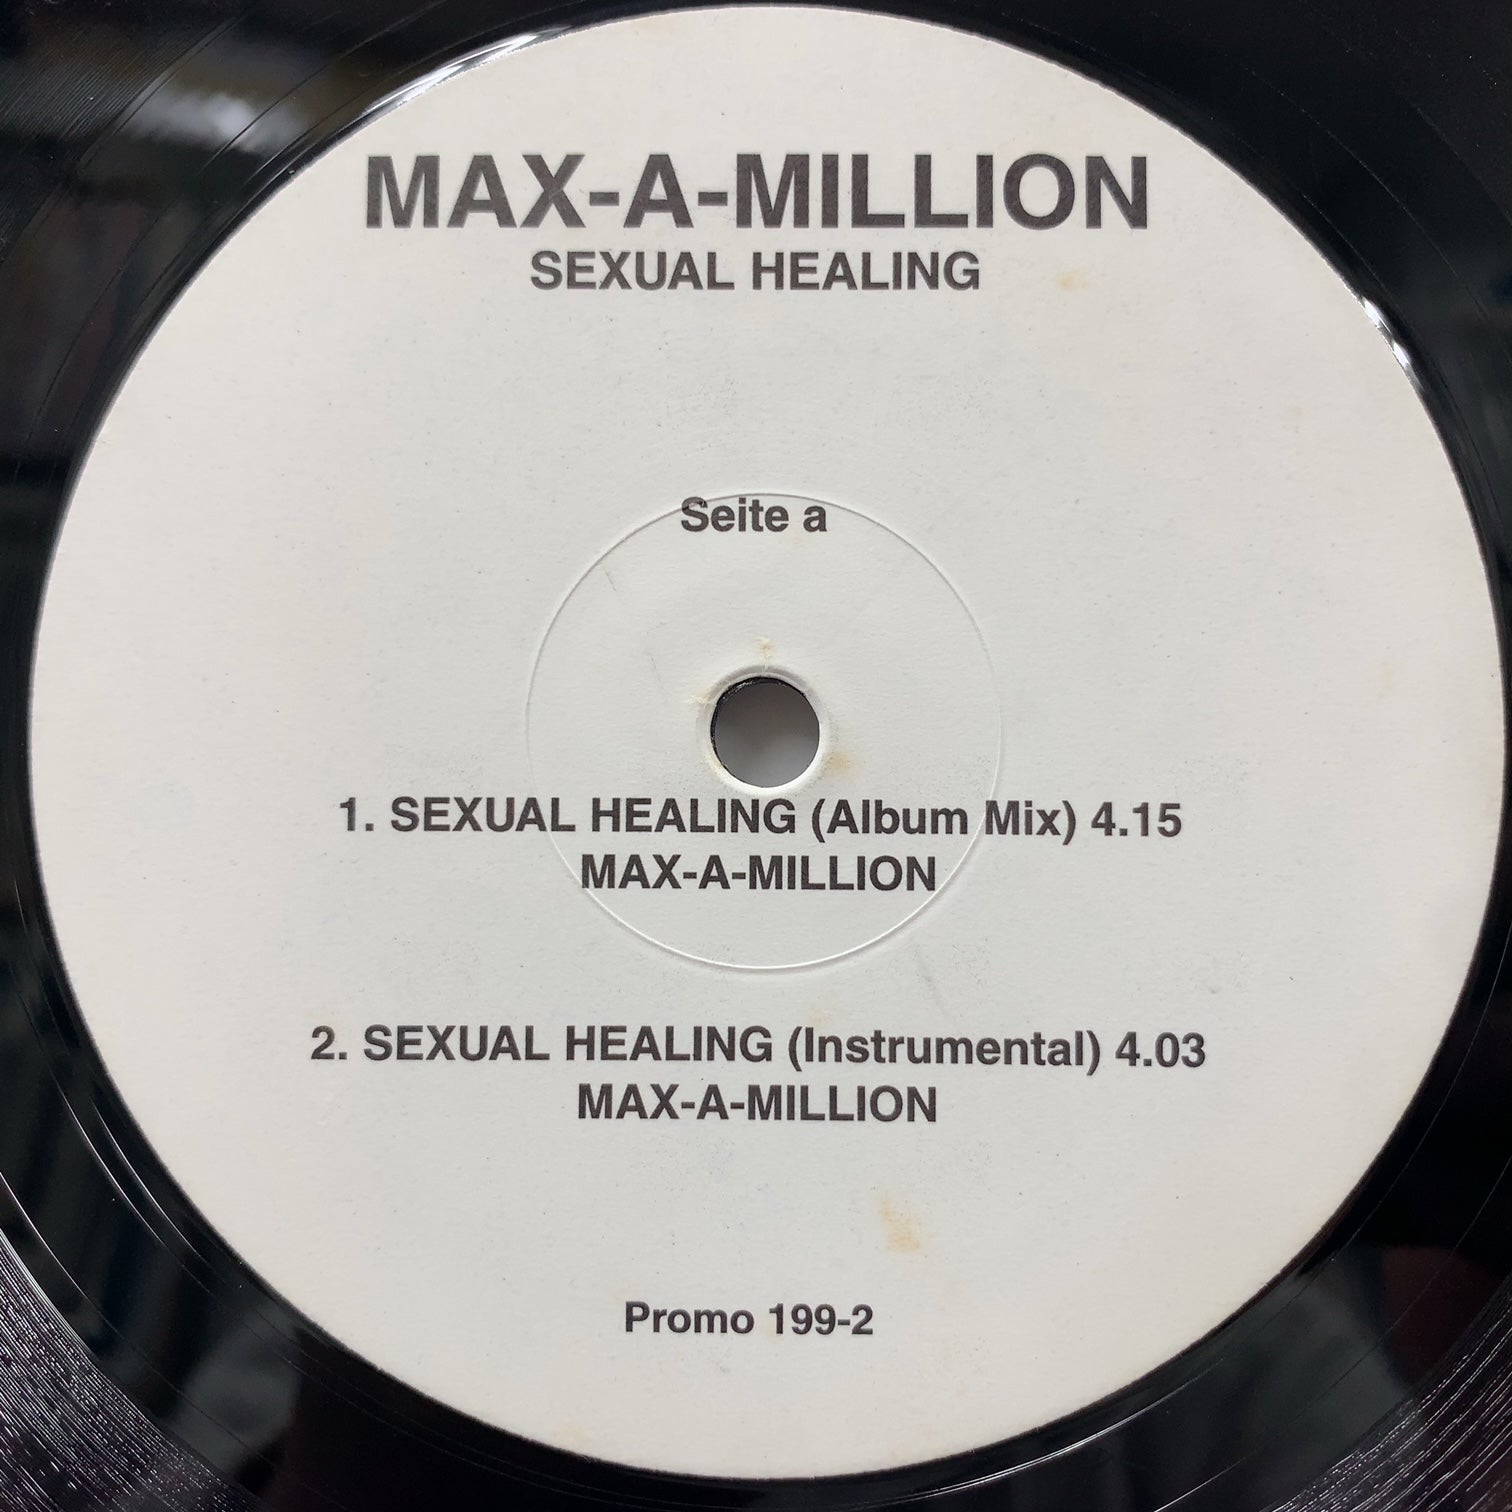 MAX-A-MILLION
SEXUAL HEALING
Seite a
1. SEXUAL HEALING (Album Mix) 4.15
MAX-A-MILLION
2. SEXUAL HEALING (Instrumental) 4.03
MAX-A-MILLION
Promo 199-2